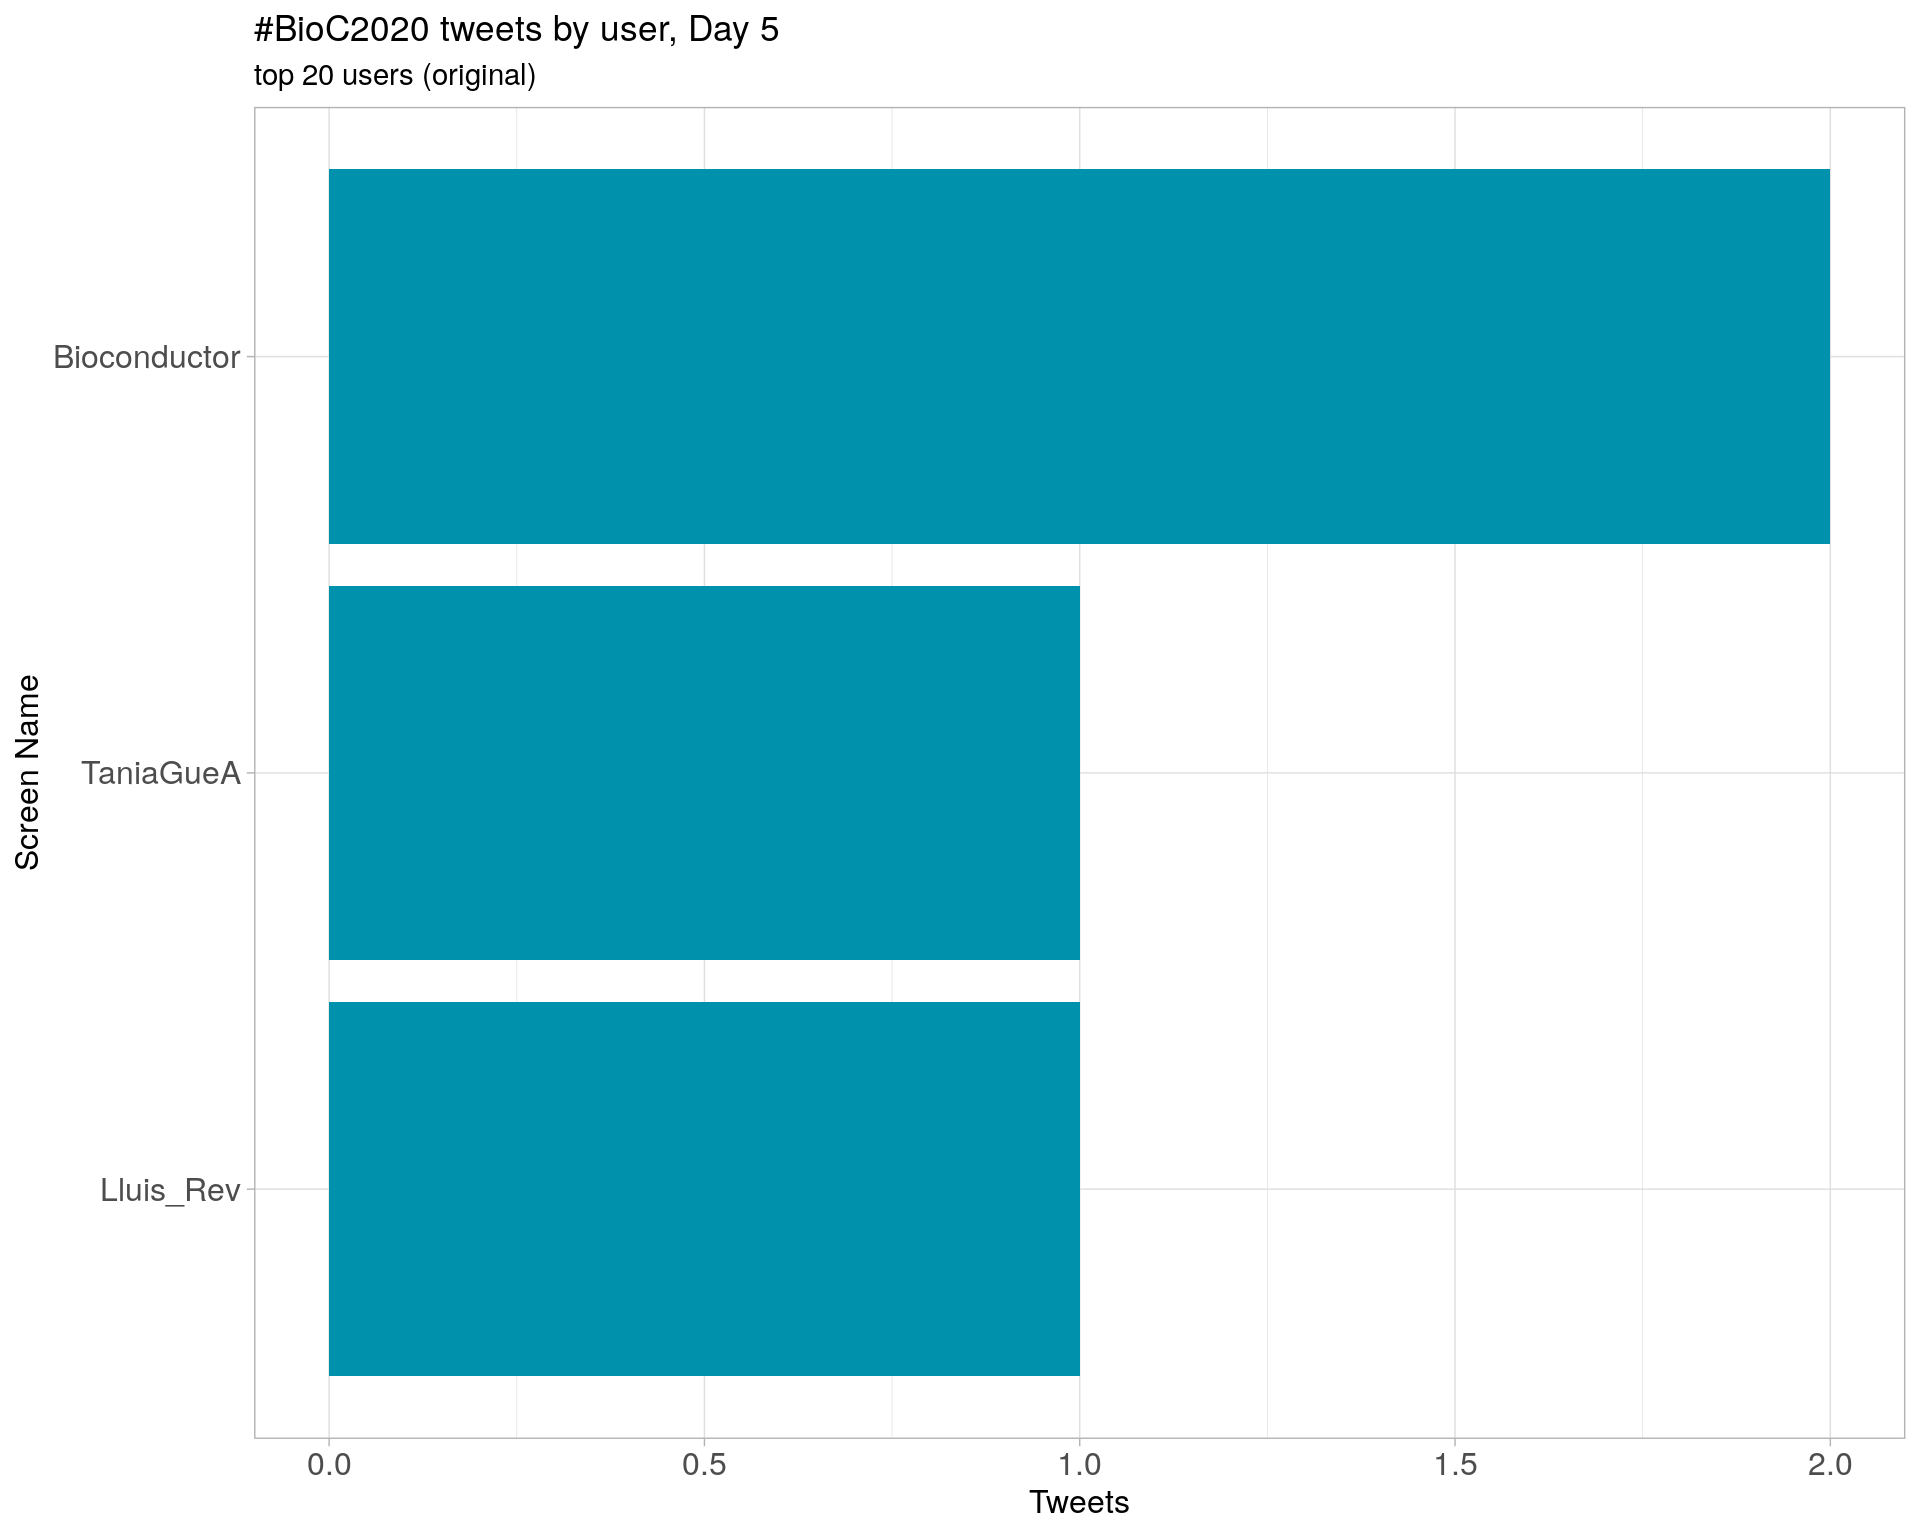 #BioC2020 tweets by user, Day 5
top 20 users (original)
Screen Name
Bioconductor
TaniaGueA
Lluis_Rev
0.0 0.5 1.0 1.5 2.0
Tweets